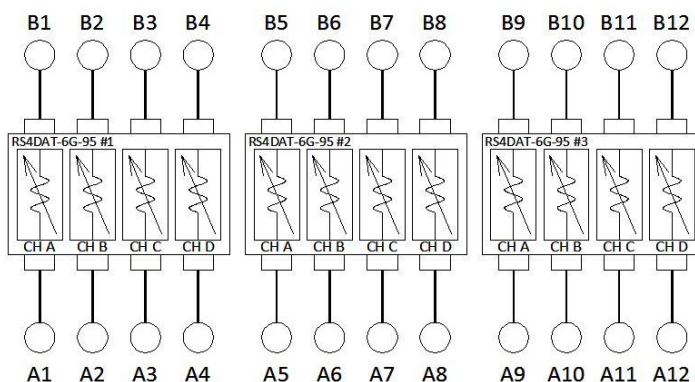 B1 B2 B3 B4 B5 B6 B7 B8 B9 B10 B11 B12
RS4DAT-6G-95 #1 RS4DAT-6G-95 #2 RS4DAT-6G-95 #3
CH A CH B CH C CH D CH A CH B CH C CH D CH A CH B CH C CH D
A1 A2 A3 A4 A5 A6 A7 A8 A9 A10 A11 A12